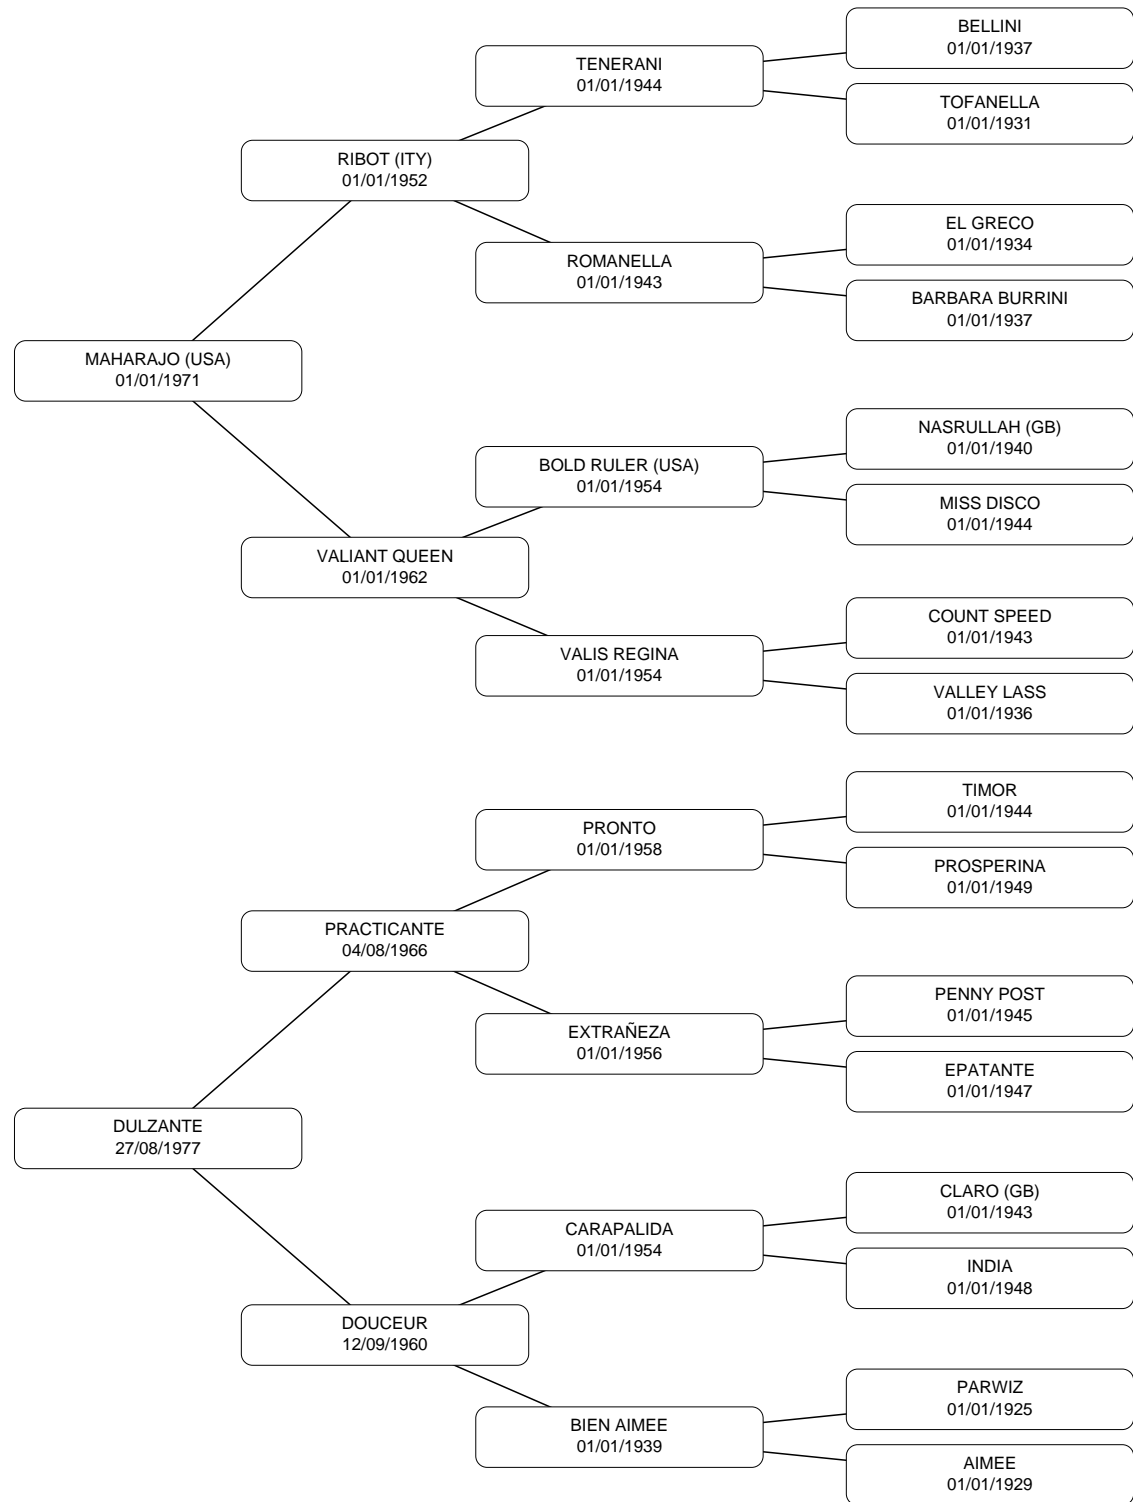 BELLINI
01/01/1937
TENERANI
01/01/1944
TOFANELLA
01/01/1931
RIBOT (ITY)
01/01/1952
EL GRECO
01/01/1934
ROMANELLA
01/01/1943
BARBARA BURRINI
01/01/1937
MAHARAJO (USA)
01/01/1971
NASRULLAH (GB)
01/01/1940
BOLD RULER (USA)
01/01/1954
MISS DISCO
01/01/1944
VALIANT QUEEN
01/01/1962
COUNT SPEED
01/01/1943
VALIS REGINA
01/01/1954
VALLEY LASS
01/01/1936
TIMOR
01/01/1944
PRONTO
01/01/1958
PROSPERINA
01/01/1949
PRACTICANTE
04/08/1966
PENNY POST
01/01/1945
EXTRAÑEZA
01/01/1956
EPATANTE
01/01/1947
DULZANTE
27/08/1977
CLARO (GB)
01/01/1943
CARAPALIDA
01/01/1954
INDIA
01/01/1948
DOUCEUR
12/09/1960
PARWIZ
01/01/1925
BIEN AIMEE
01/01/1939
AIMEE
01/01/1929